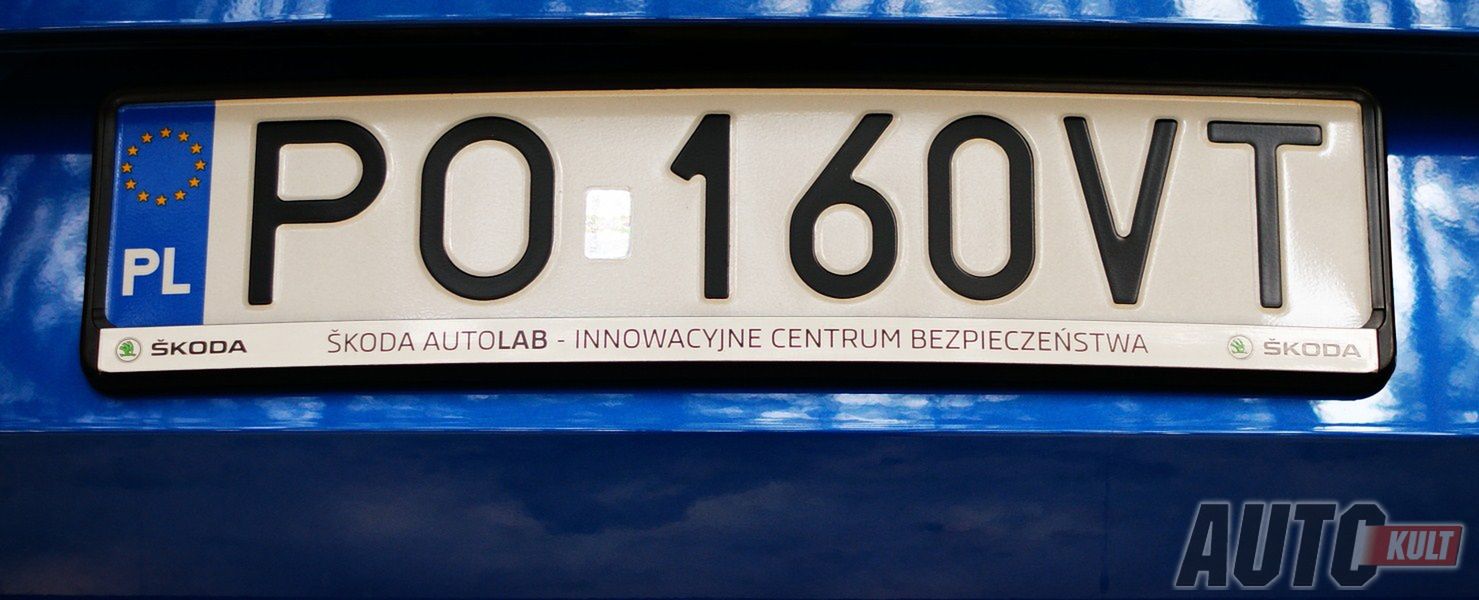 PL
PO 160VT
ŠKODA ŠKODA AUTOLAB - INNOWACYJNE CENTRUM BEZPIECZEŃSTWA ŠKODA
AUTO KULT